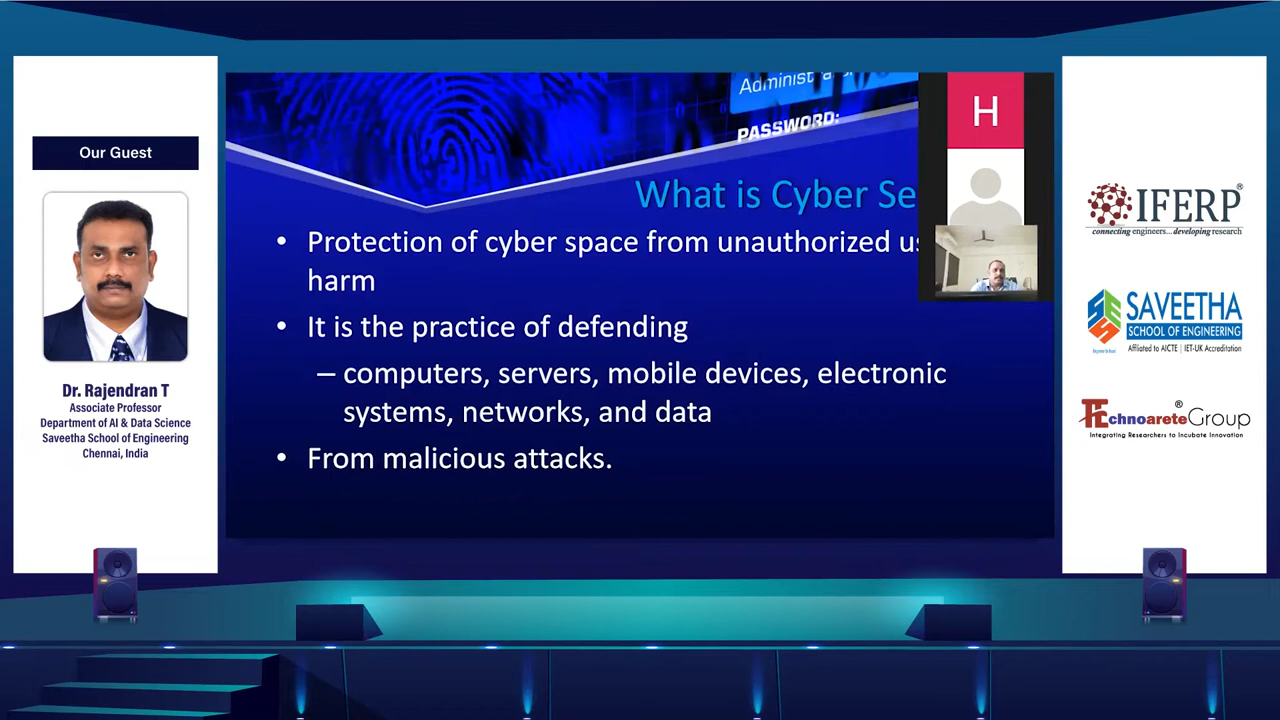 Our Guest
Dr. Rajendran T
Associate Professor
Department of AI & Data Science
Saveetha School of Engineering
Chennai, India
PASSWORD:
H
What is Cyber Se
• Protection of cyber space from unauthorized us
harm
• It is the practice of defending
– computers, servers, mobile devices, electronic
systems, networks, and data
• From malicious attacks.
IFERP®
connecting engineers... developing research
SAVEETHA
SCHOOL OF ENGINEERING
Affiliated to AICTE | IET-UK Accreditation
TEchnoareteGroup®
Integrating Researchers to Incubate Innovation